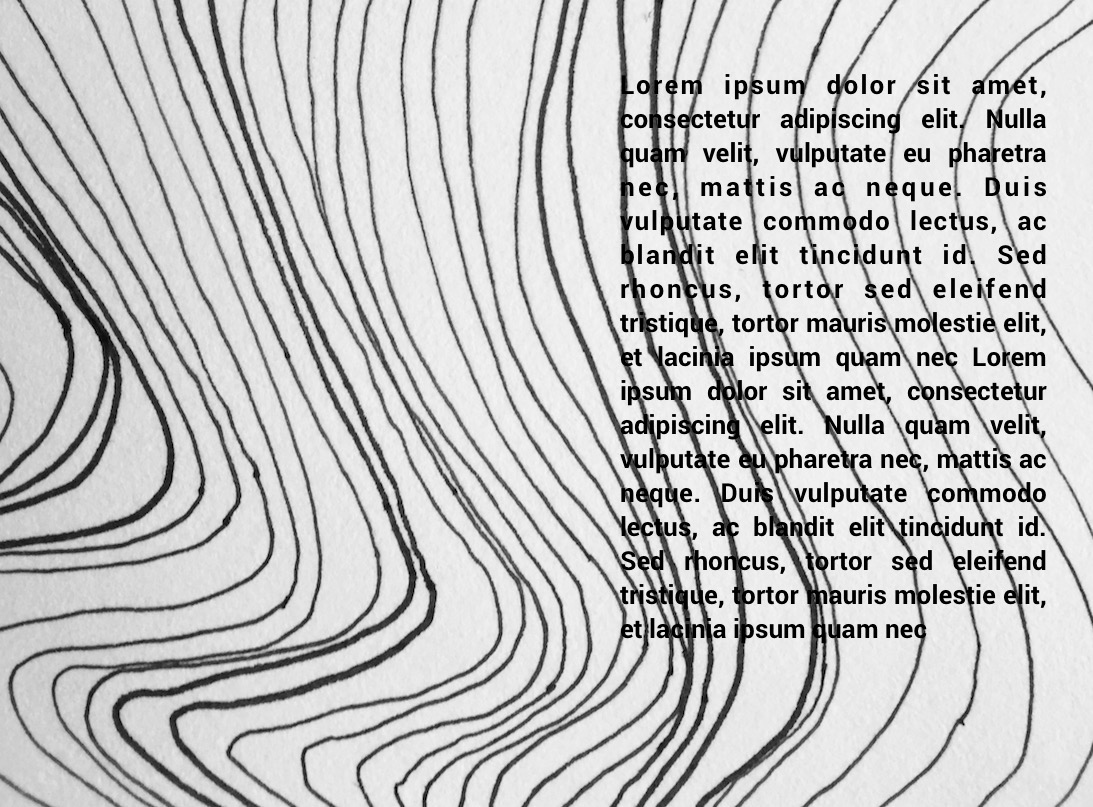 Lorem ipsum dolor sit amet,
consectetur adipiscing elit. Nulla
quam velit, vulputate eu pharetra
nec, mattis ac neque. Duis
vulputate commodo lectus, ac
blandit elit tincidunt id. Sed
rhoncus, tortor sed eleifend
tristique, tortor mauris molestie elit,
et lacinia ipsum quam nec Lorem
ipsum dolor sit amet, consectetur
adipiscing elit. Nulla quam velit,
vulputate eu pharetra nec, mattis ac
neque. Duis vulputate commodo
lectus, ac blandit elit tincidunt id.
Sed rhoncus, tortor sed eleifend
tristique, tortor mauris molestie elit,
et lacinia ipsum quam nec